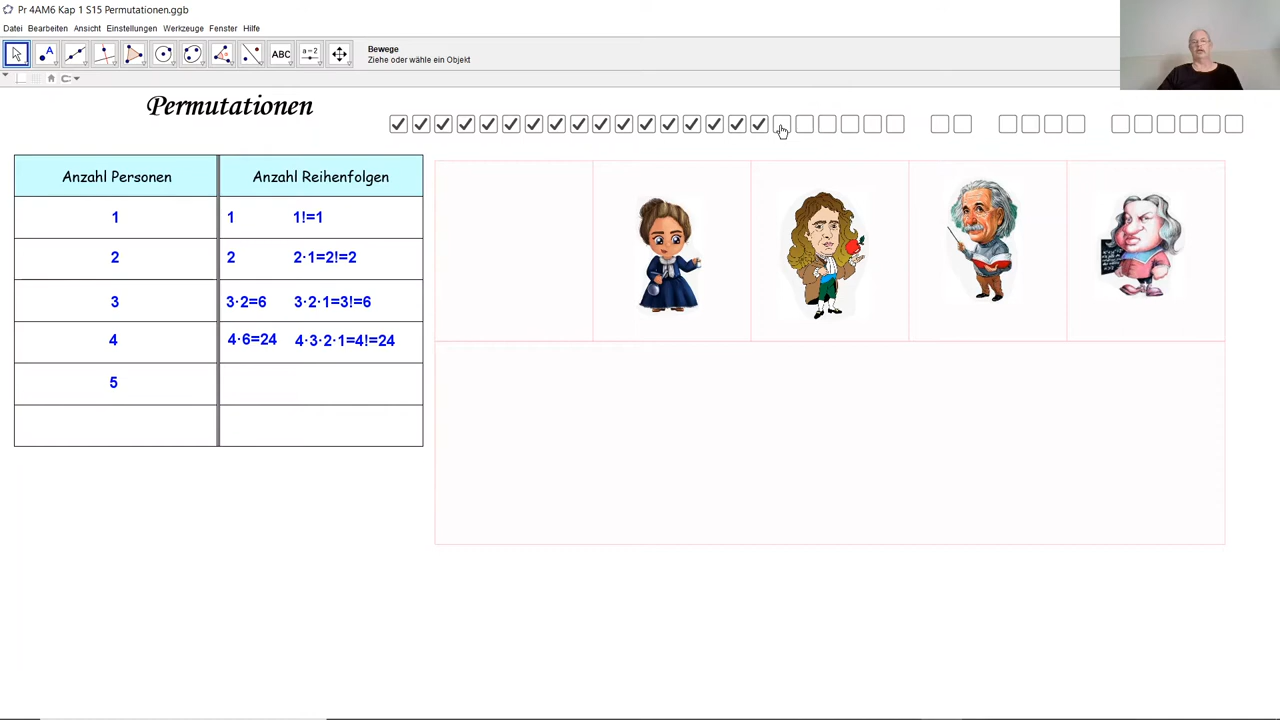 Pr 4AM6 Kap 1 S15 Permutationen.ggb
Datei Bearbeiten Ansicht Einstellungen Werkzeuge Fenster Hilfe
ABC
a=2
Bewege
Ziehe oder wähle ein Objekt
Permutationen
Anzahl Personen Anzahl Reihenfolgen
1 1 1!=1
2 2 2·1=2!=2
3 3·2=6 3·2·1=3!=6
4 4·6=24 4·3·2·1=4!=24
5